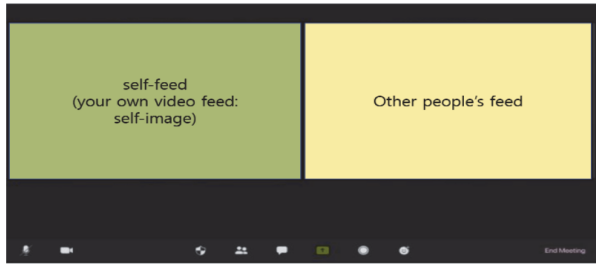 self-feed
(your own video feed:
self-image)
Other people's feed
End Meeting